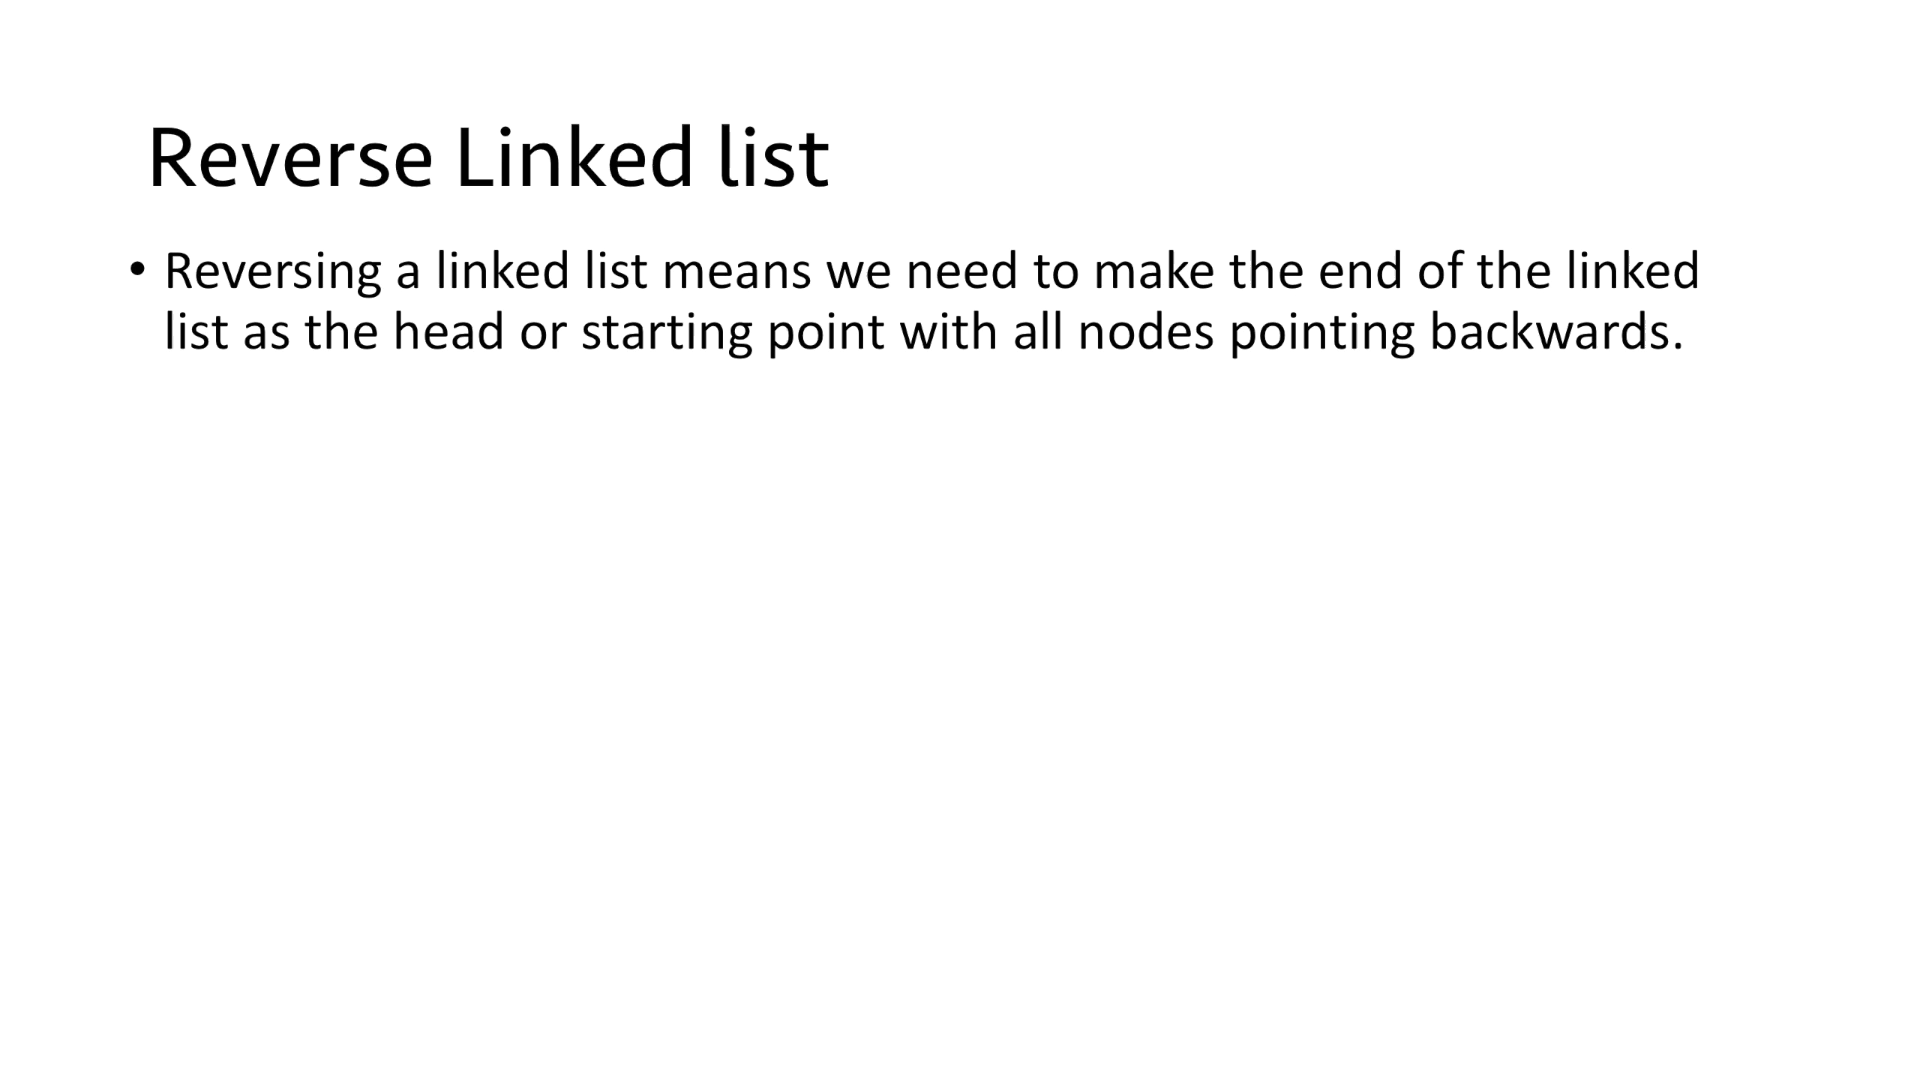 Reverse Linked list
• Reversing a linked list means we need to make the end of the linked
list as the head or starting point with all nodes pointing backwards.